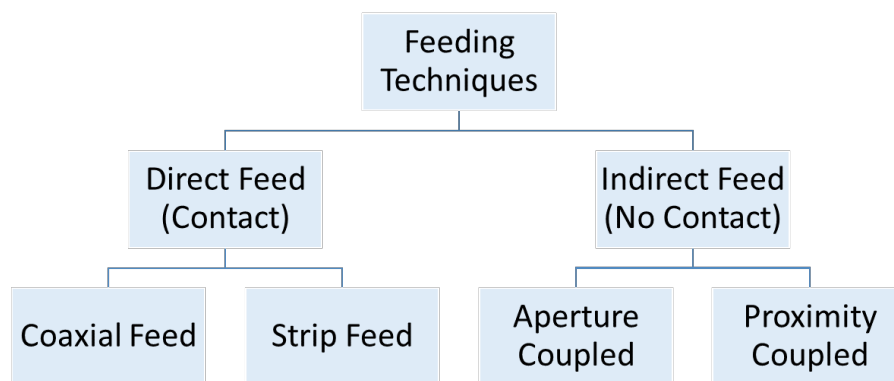 Feeding
Techniques
Direct Feed
(Contact)
Indirect Feed
(No Contact)
Coaxial Feed
Strip Feed
Aperture
Coupled
Proximity
Coupled